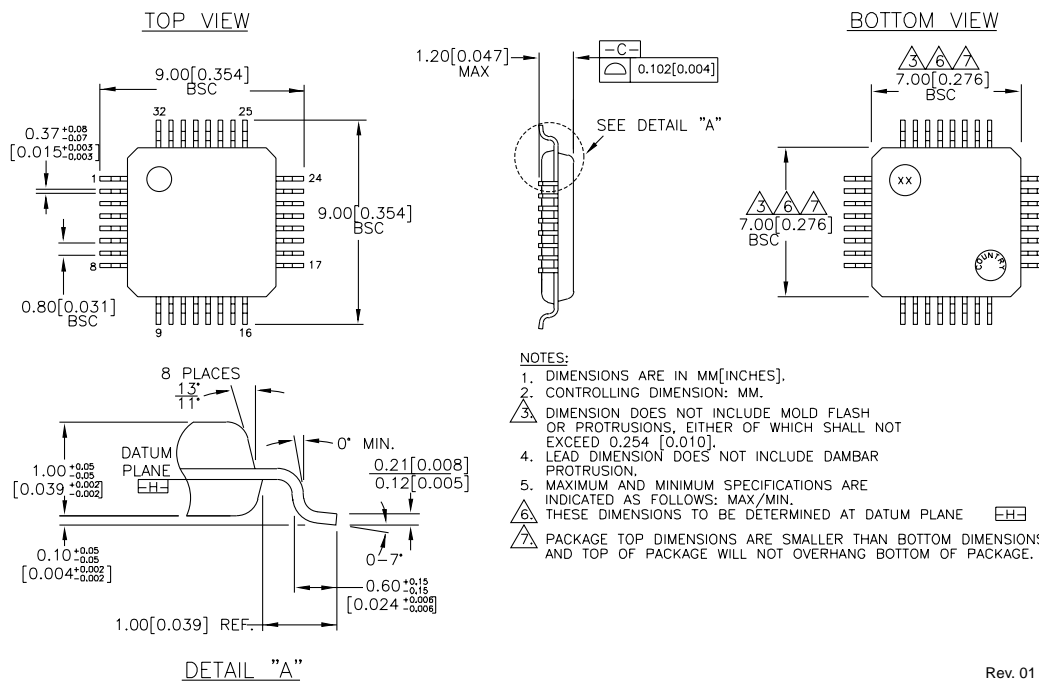 TOP VIEW
9.00[0.354]
BSC
32
25
0.37 +0.08
-0.07
[0.015 +0.003
-0.003]
1
24
9.00[0.354]
BSC
8
17
0.80[0.031]
BSC
9
16
1.20[0.047]
MAX
-C-
0.102[0.004]
SEE DETAIL "A"
BOTTOM VIEW
3 6 7
7.00[0.276]
BSC
XX
3 6 7
7.00[0.276]
BSC
COUNTRY
8 PLACES
13°
11°
0° MIN.
DATUM
PLANE
-H-
0.21[0.008]
0.12[0.005]
1.00 +0.05
-0.05
[0.039 +0.002
-0.002]
0.10 +0.05
-0.05
[0.004 +0.002
-0.002]
0-7°
0.60 +0.15
-0.15
[0.024 +0.006
-0.006]
1.00[0.039] REF.
DETAIL "A"
NOTES:
1. DIMENSIONS ARE IN MM[INCHES].
2. CONTROLLING DIMENSION: MM.
3 DIMENSION DOES NOT INCLUDE MOLD FLASH
OR PROTRUSIONS, EITHER OF WHICH SHALL NOT
EXCEED 0.254 [0.010].
4. LEAD DIMENSION DOES NOT INCLUDE DAMBAR
PROTRUSION.
5. MAXIMUM AND MINIMUM SPECIFICATIONS ARE
INDICATED AS FOLLOWS: MAX/MIN.
6. THESE DIMENSIONS TO BE DETERMINED AT DATUM PLANE -H-
7. PACKAGE TOP DIMENSIONS ARE SMALLER THAN BOTTOM DIMENSIONS
AND TOP OF PACKAGE WILL NOT OVERHANG BOTTOM OF PACKAGE.
Rev. 01